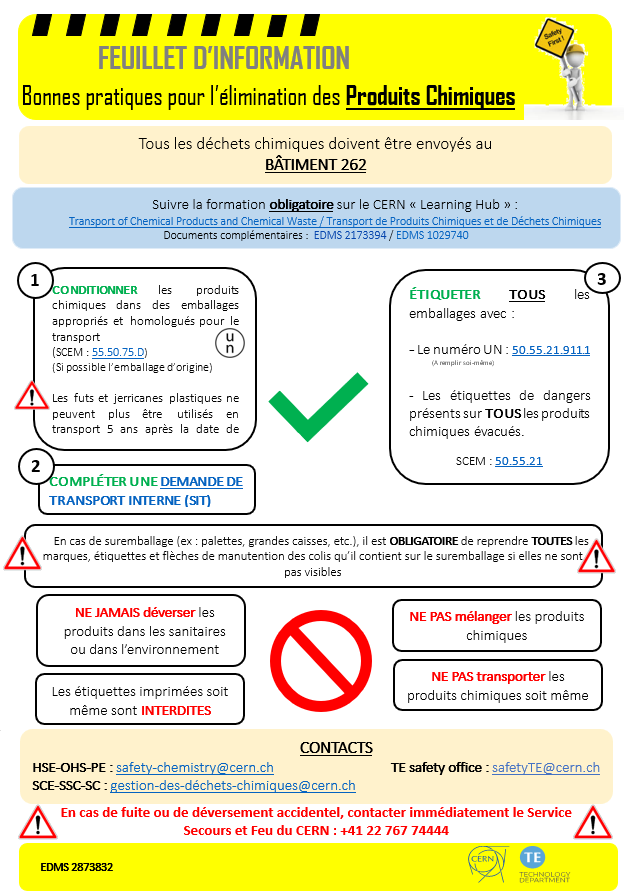 Safety First !
FEUILLET D'INFORMATION
Bonnes pratiques pour l'élimination des Produits Chimiques
Tous les déchets chimiques doivent être envoyés au
BÂTIMENT 262
Suivre la formation obligatoire sur le CERN « Learning Hub » :
Transport of Chemical Products and Chemical Waste / Transport de Produits Chimiques et de Déchets Chimiques
Documents complémentaires : EDMS 2173394 / EDMS 1029740
1
CONDITIONNER les produits
chimiques dans des emballages
appropriés et homologués pour le
transport
(SCEM : 55.50.75.D)
(Si possible l'emballage d'origine)
u
n
Les futs et jerricanes plastiques ne
peuvent plus être utilisés en
transport 5 ans après la date de
2
COMPLÉTER UNE DEMANDE DE
TRANSPORT INTERNE (SIT)
3
ÉTIQUETER TOUS les
emballages avec :
– Le numéro UN : 50.55.21.911.1
(A remplir soi-même)
- Les étiquettes de dangers
présents sur TOUS les produits
chimiques évacués.
SCEM : 50.55.21
En cas de suremballage (ex : palettes, grandes caisses, etc.), il est OBLIGATOIRE de reprendre TOUTES les
marques, étiquettes et flèches de manutention des colis qu'il contient sur le suremballage si elles ne sont
pas visibles
NE JAMAIS déverser les
produits dans les sanitaires
ou dans l'environnement
Les étiquettes imprimées soit
même sont INTERDITES
NE PAS mélanger les produits
chimiques
NE PAS transporter les
produits chimiques soit même
CONTACTS
HSE-OHS-PE : safety-chemistry@cern.ch
TE safety office : safetyTE@cern.ch
SCE-SSC-SC : gestion-des-déchets-chimiques@cern.ch
En cas de fuite ou de déversement accidentel, contacter immédiatement le Service
Secours et Feu du CERN : +41 22 767 74444
EDMS 2873832
CERN
TE
TECHNOLOGY
DEPARTMENT